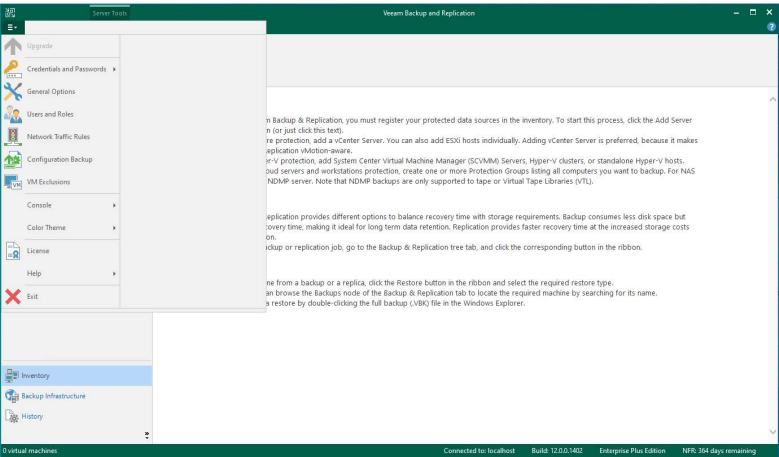 Server Tools
Veeam Backup and Replication
Upgrade
Credentials and Passwords
General Options
Users and Roles
Network Traffic Rules
Configuration Backup
VM Exclusions
Console
Color Theme
License
Help
Exit
m Backup & Replication, you must register your protected data sources in the inventory. To start this process, click the Add Server
n (or just click this text).
re protection, add a vCenter Server. You can also add ESXi hosts individually. Adding vCenter Server is preferred, because it makes
eplication vMotion-aware.
er-V protection, add System Center Virtual Machine Manager (SCVMM) Servers, Hyper-V clusters, or standalone Hyper-V hosts.
oud servers and workstations protection, create one or more Protection Groups listing all computers you want to backup. For NAS
NDMP server. Note that NDMP backups are only supported to tape or Virtual Tape Libraries (VTL).
eplication provides different options to balance recovery time with storage requirements. Backup consumes less disk space but
covery time, making it ideal for long term data retention. Replication provides faster recovery time at the increased storage costs
on.
ackup or replication job, go to the Backup & Replication tree tab, and click the corresponding button in the ribbon.
ne from a backup or a replica, click the Restore button in the ribbon and select the required restore type.
an browse the Backups node of the Backup & Replication tab to locate the required machine by searching for its name.
a restore by double-clicking the full backup (.VBK) file in the Windows Explorer.
Inventory
Backup Infrastructure
History
0 virtual machines
Connected to: localhost
Build: 12.0.0.1402
Enterprise Plus Edition
NFR: 364 days remaining